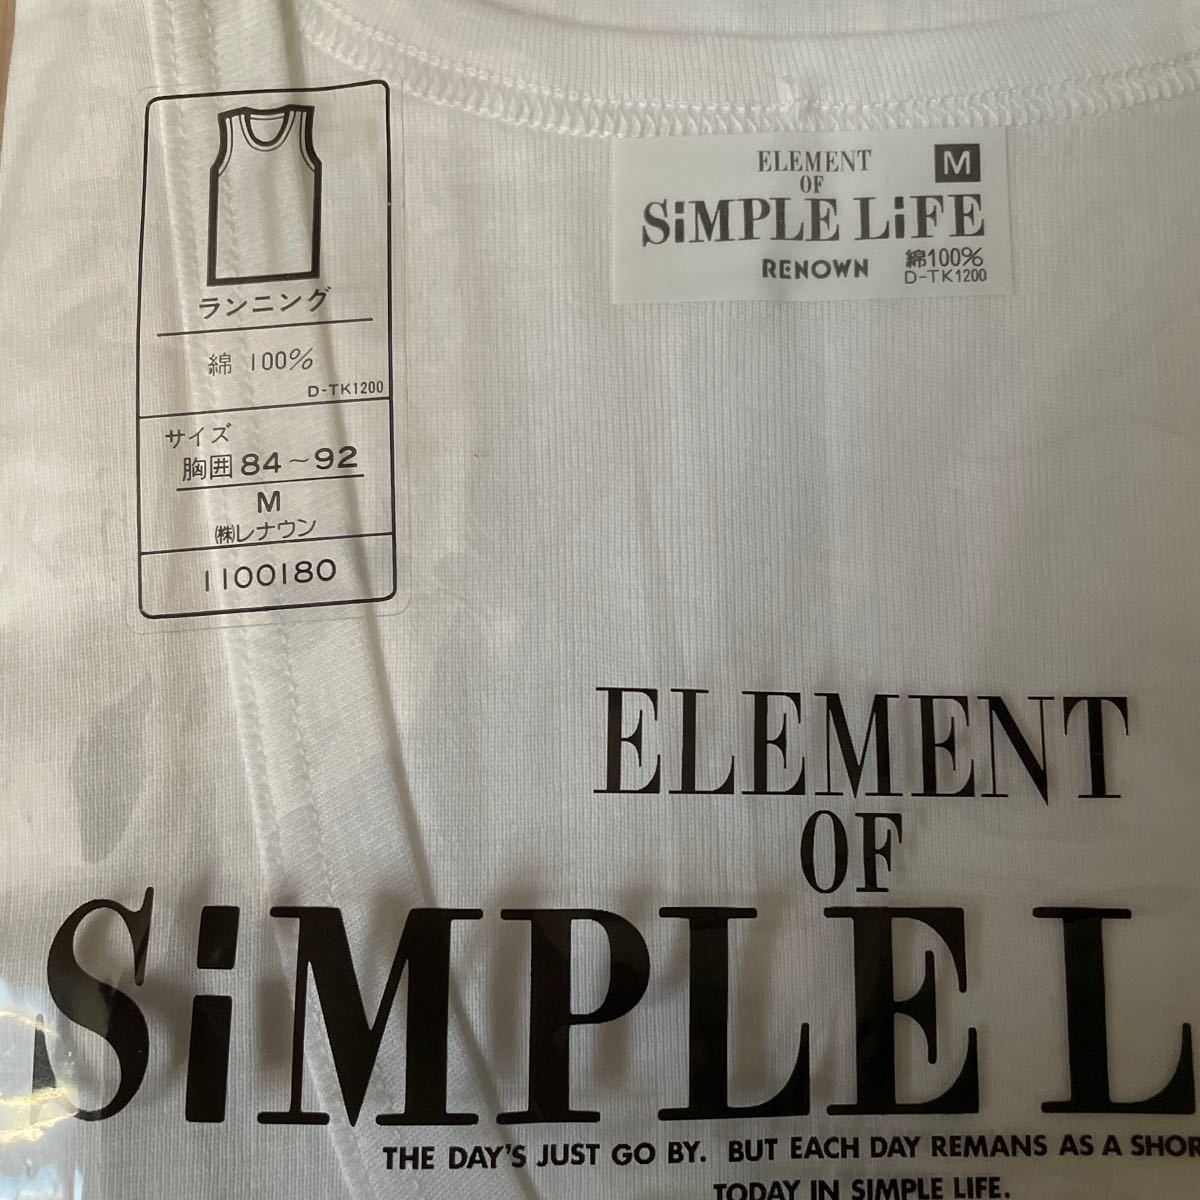 ランニング
綿 100%
D-TK1200
サイズ
胸囲 84~92
M
㈱レナウン
1100180
ELEMENT M
OF
SiMPLE LiFE
RENOWN 綿100%
D-TK1200
ELEMENT
OF
SiMPLE L
THE DAY'S JUST GO BY. BUT EACH DAY REMANS AS A SHOR
TODAY IN SIMPLE LIFE.